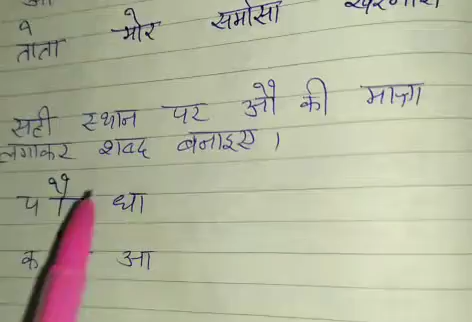 तोता मोर समोसा
सही स्थान पर औ की मात्रा
लगाकर शब्द बनाइए ।
पौ धा
क आ